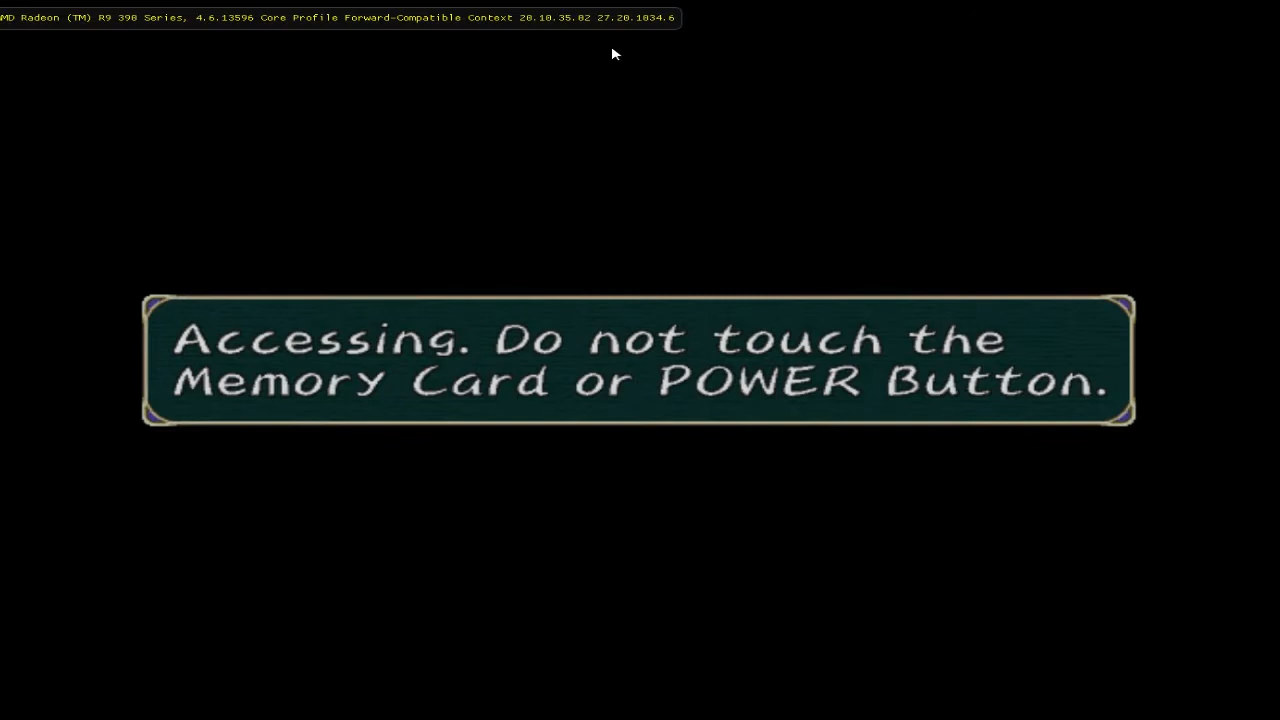 MD Radeon (TM) R9 390 Series, 4.6.13596 Core Profile Forward-Compatible Context 20.10.35.02 27.20.1034.6
Accessing. Do not touch the
Memory Card or POWER Button.